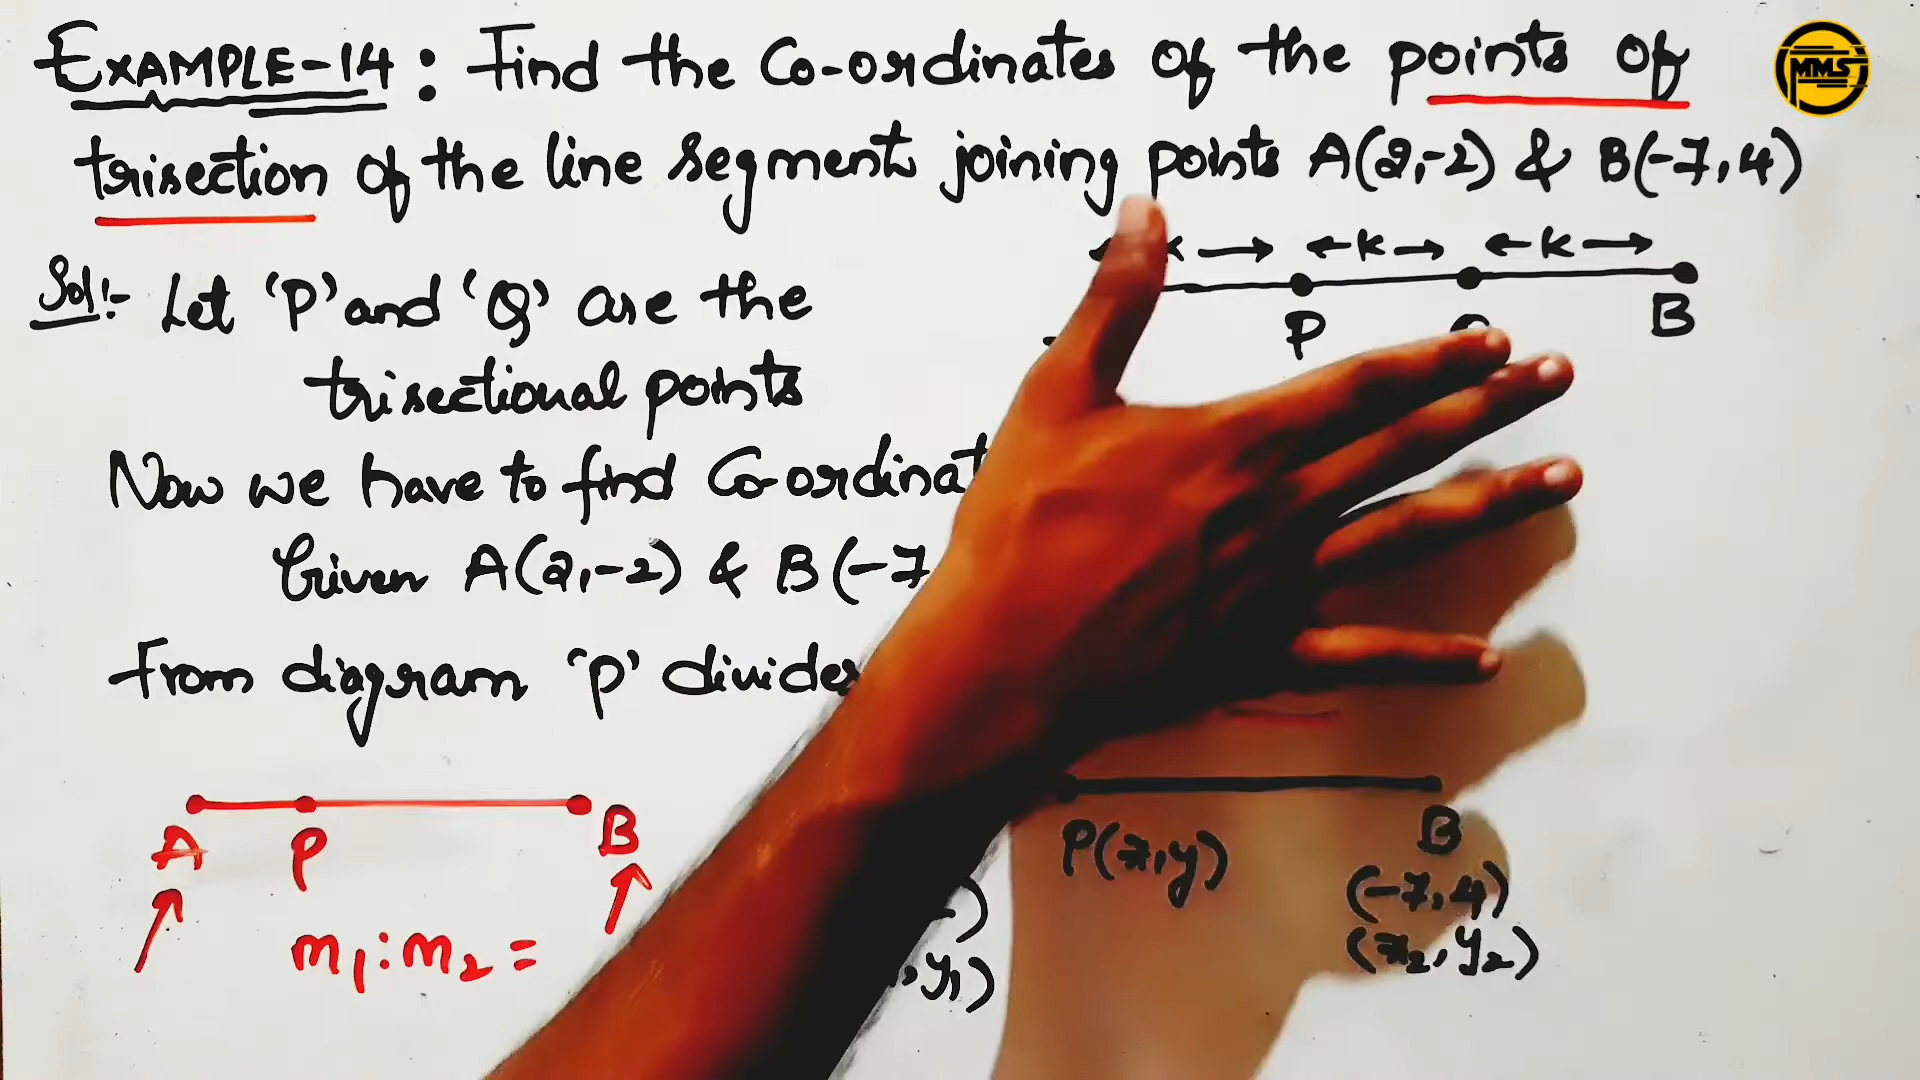 EXAMPLE-14: Find the Co-ordinates of the points of
trisection of the line segment joining points A(2,-2) & B(-7,4)
k k k
P B
Sol:- Let 'P' and 'Q' are the
trisectional points
Now we have to find
Given A(2,-2) & B(-7
From diagram 'P' divides
A P B
m₁:m₂ =
P(x,y) B
(-7,4)
,y₁) (x₂,y₂)
MMS